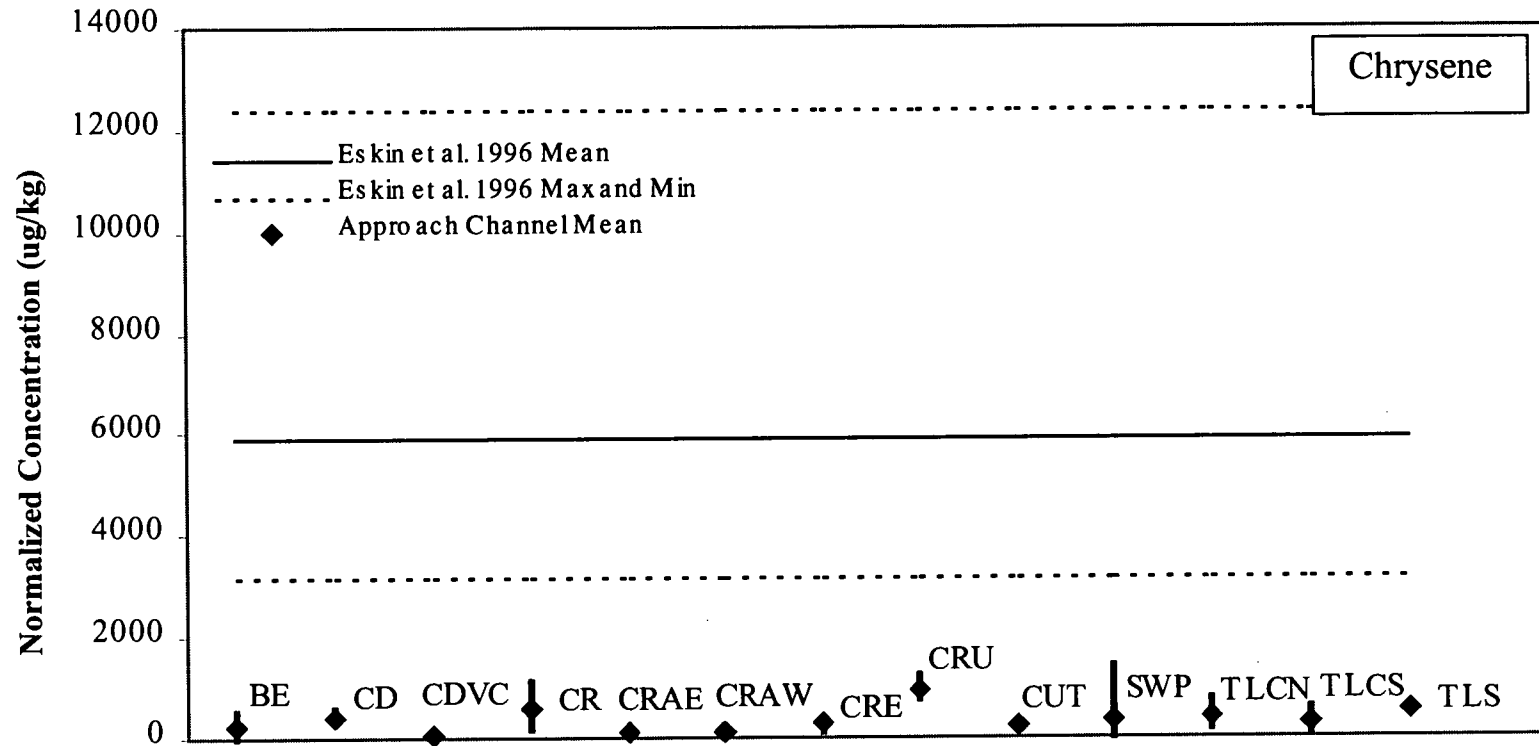 Chrysene
Normalized Concentration (ug/kg)
14000
12000
10000
8000
6000
4000
2000
0
Eskin et al. 1996 Mean
Eskin et al. 1996 Max and Min
Approach Channel Mean
BE
CD
CDVC
CR
CRAE
CRAW
CRE
CRU
CUT
SWP
TLCN
TLCS
TLS